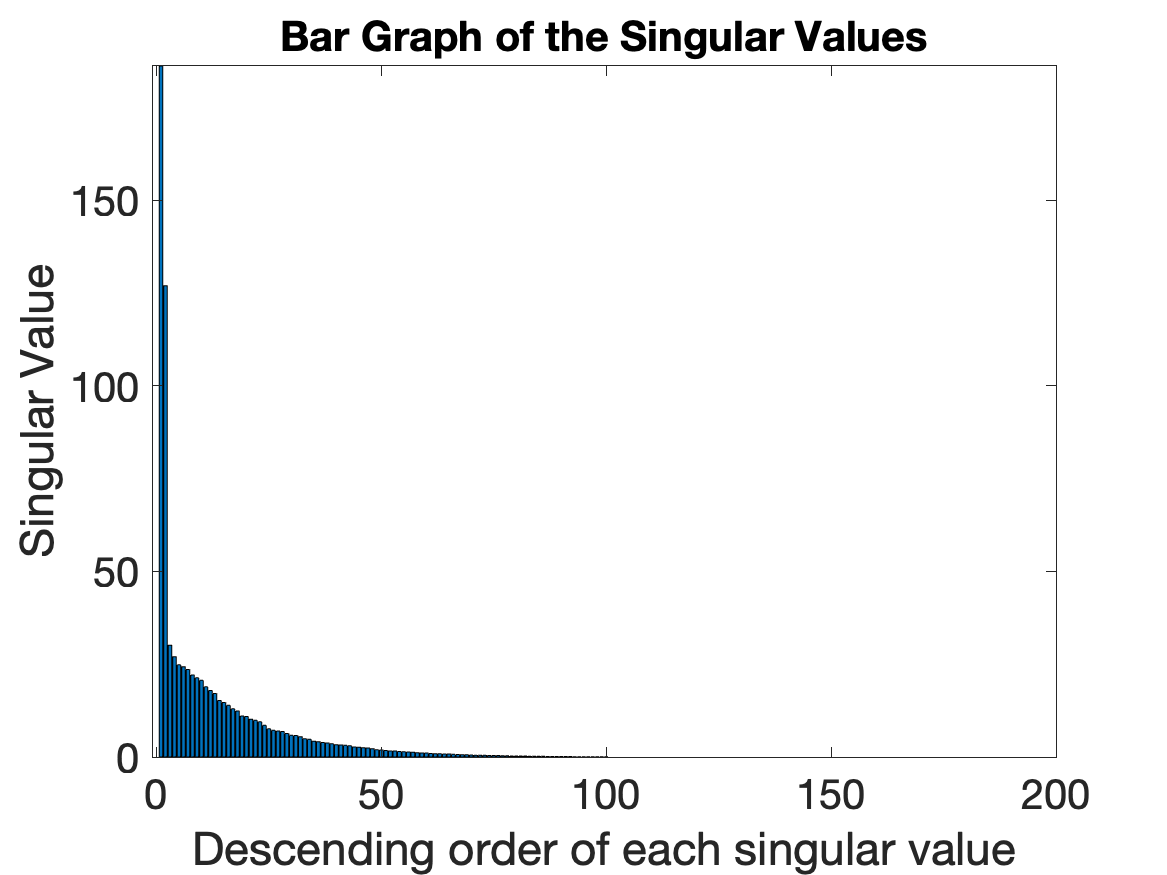 Bar Graph of the Singular Values
Singular Value
150
100
50
0
0 50 100 150 200
Descending order of each singular value